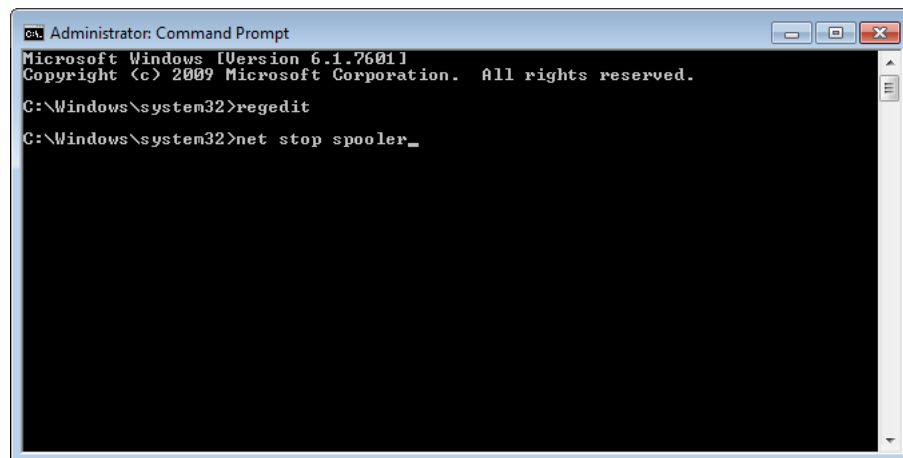 Administrator: Command Prompt
Microsoft Windows [Version 6.1.7601]
Copyright (c) 2009 Microsoft Corporation.  All rights reserved.
C:\Windows\system32>regedit
C:\Windows\system32>net stop spooler_